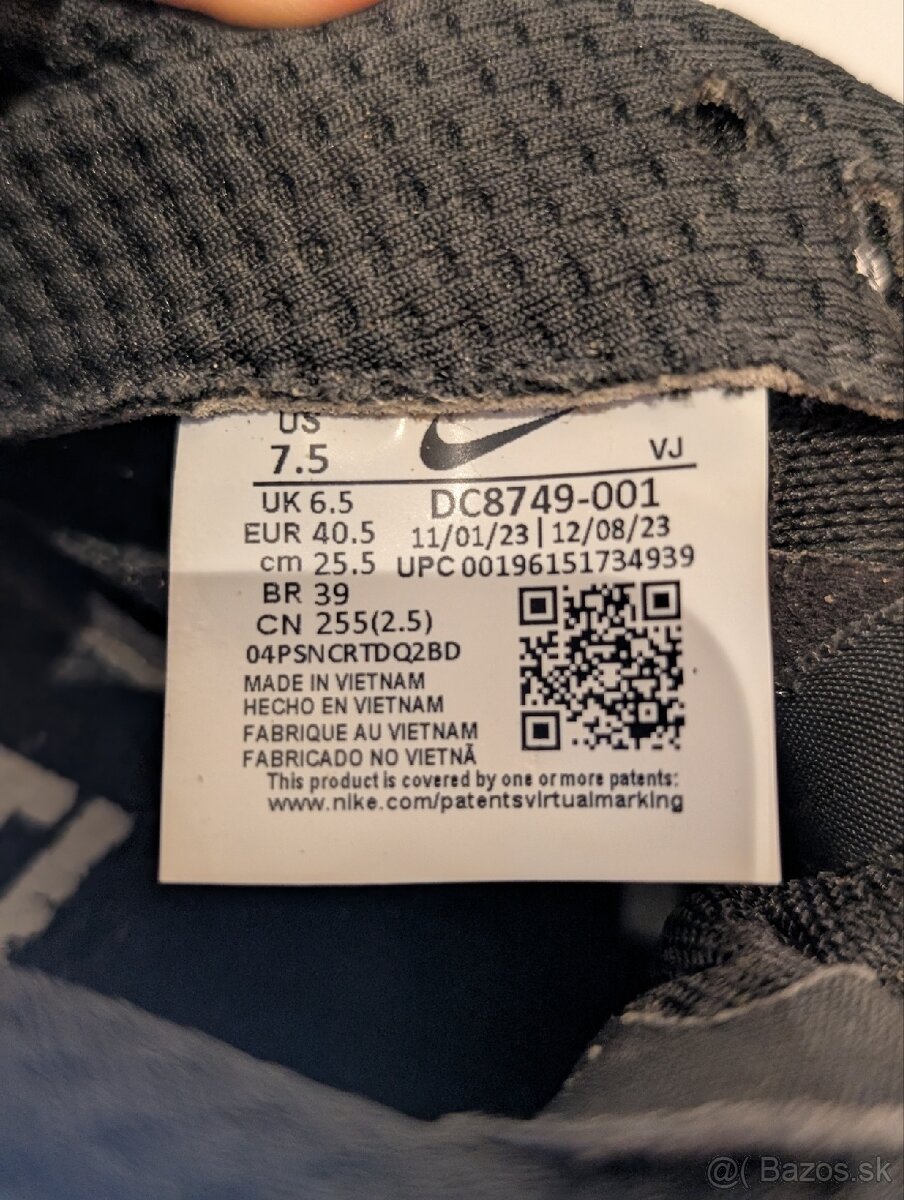 US
7.5
VJ
UK 6.5
DC8749-001
EUR 40.5
11/01/23 | 12/08/23
cm 25.5
UPC 00196151734939
BR 39
CN 255(2.5)
04PSNCRTDQ2BD
MADE IN VIETNAM
HECHO EN VIETNAM
FABRIQUE AU VIETNAM
FABRICADO NO VIETNÃ
This product is covered by one or more patents:
www.nike.com/patentsvirtualmarking
@( Bazos.sk